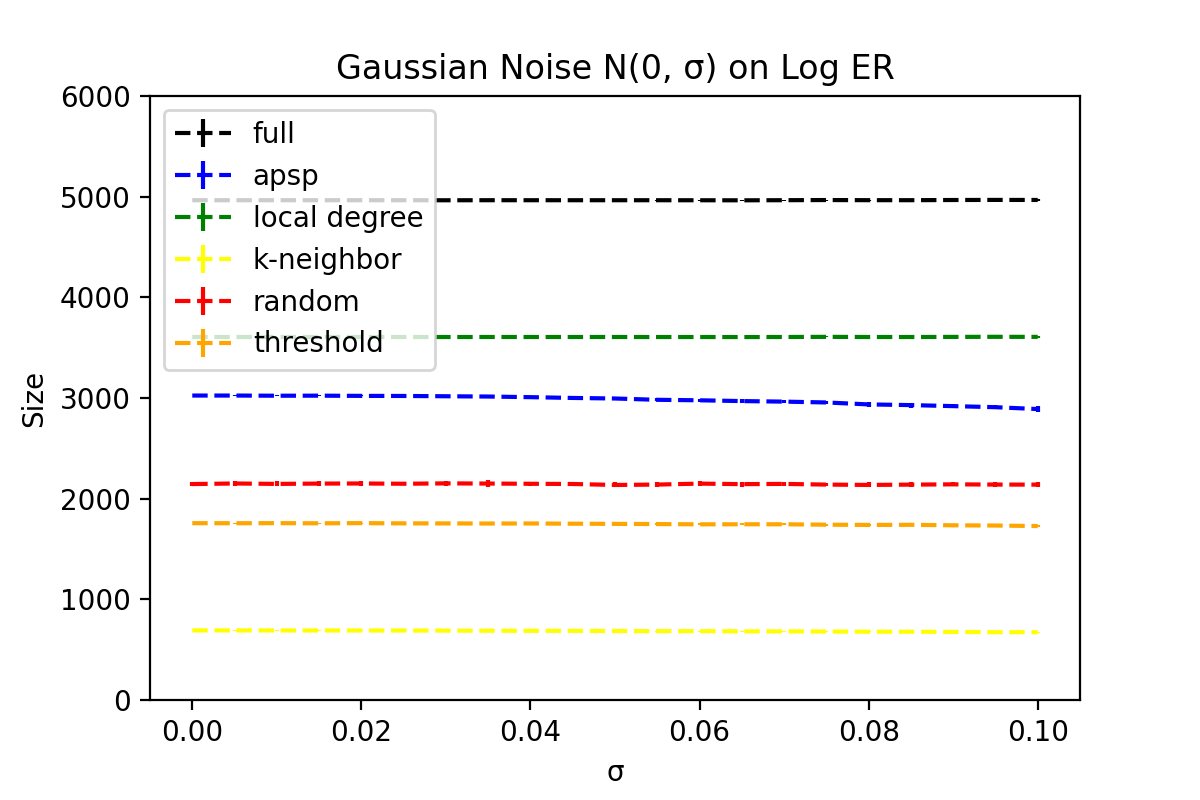 Gaussian Noise N(0, σ) on Log ER
6000
5000
4000
3000
2000
1000
0
Size
full
apsp
local degree
k-neighbor
random
threshold
0.00
0.02
0.04
0.06
0.08
0.10
σ